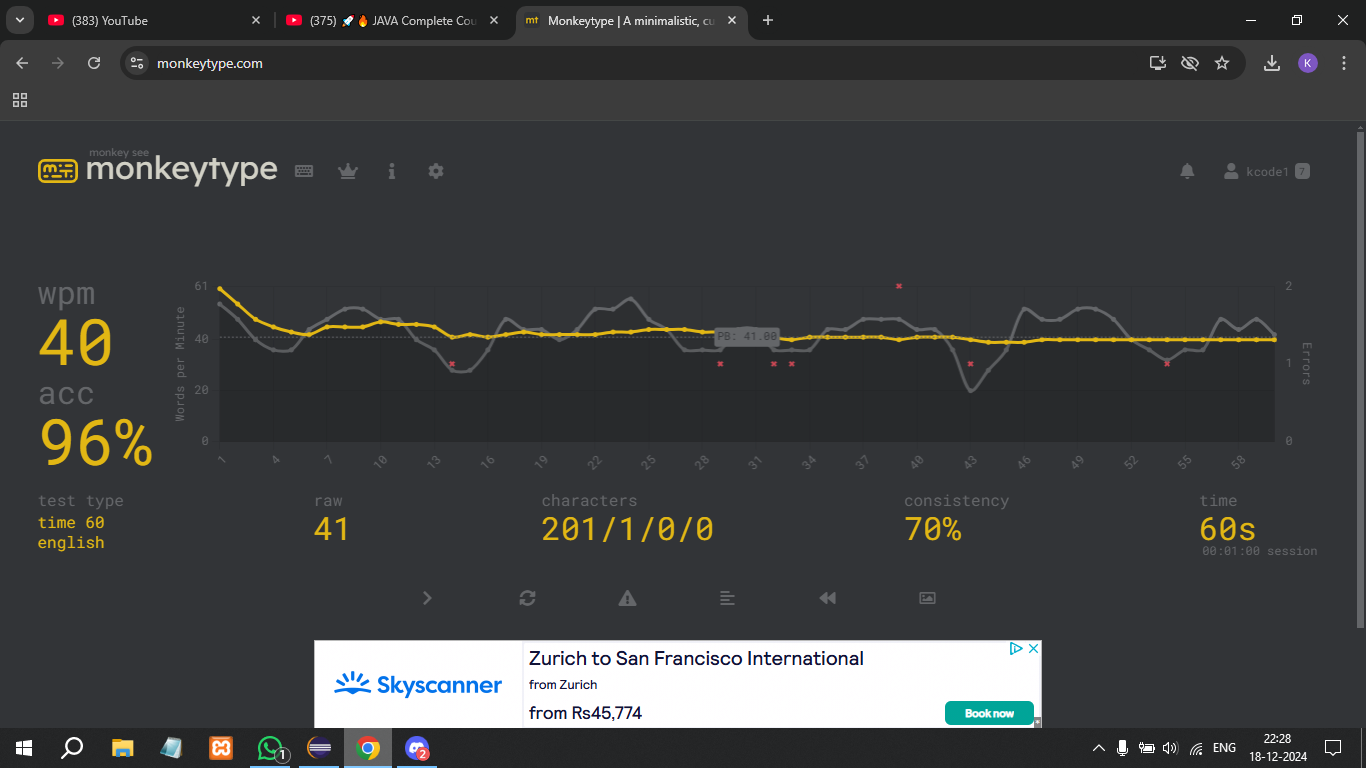 (383) YouTube
(375) 🚀🔥 JAVA Complete Cou
mt
Monkeytype | A minimalistic, cu
monkeytype.com
K
monkey see
monkeytype
kcode1 7
wpm
40
acc
96%
Words per Minute
61
40
20
0
PB: 41.00
2
1
0
Errors
1 4 7 10 13 16 19 22 25 28 31 34 37 40 43 46 49 52 55 58
test type
time 60
english
raw
41
characters
201/1/0/0
consistency
70%
time
60s
00:01:00 session
Skyscanner
Zurich to San Francisco International
from Zurich
from Rs45,774
Book now
1
2
ENG
22:28
18-12-2024